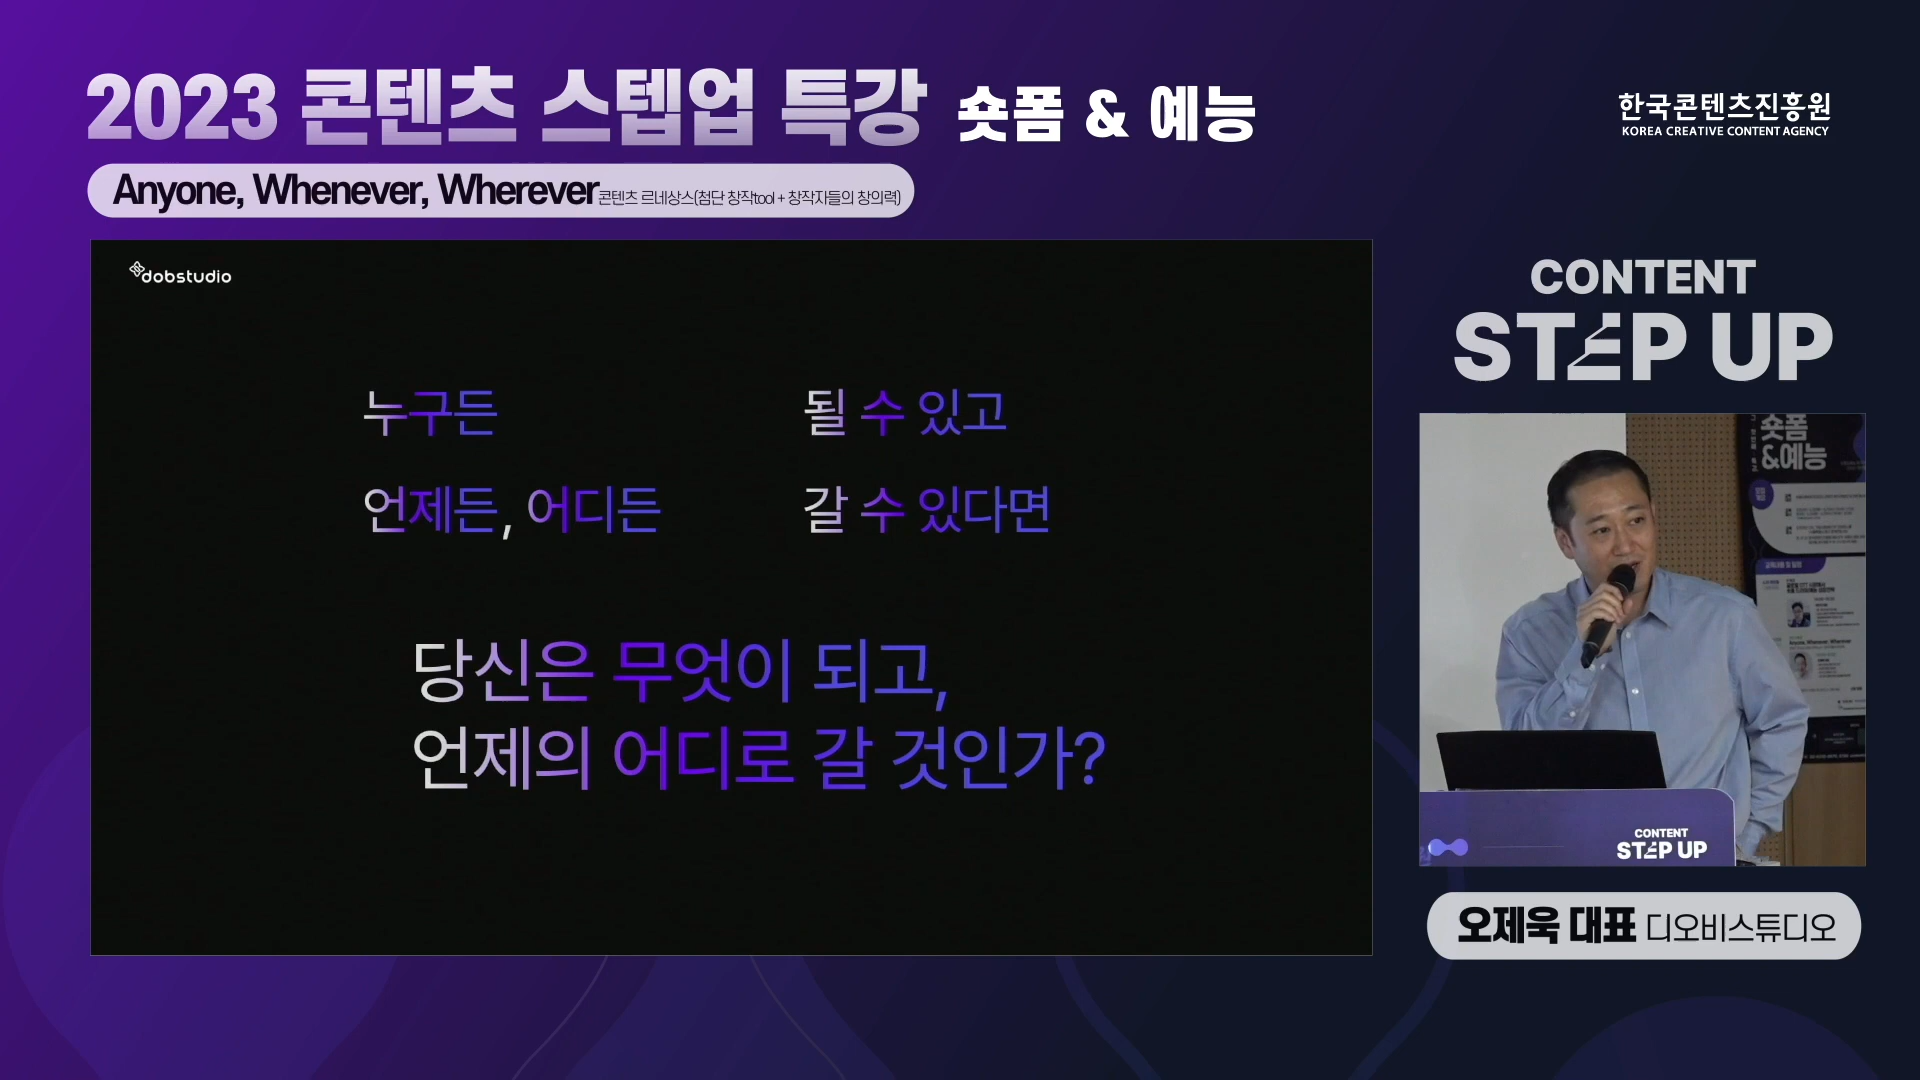 2023 콘텐츠 스텝업 특강 숏폼 & 예능
한국콘텐츠진흥원
KOREA CREATIVE CONTENT AGENCY
Anyone, Whenever, Wherever 콘텐츠 르네상스(첨단 창작tool + 창작자들의 창의력)
dobstudio
누구든 될 수 있고
언제든, 어디든 갈 수 있다면
당신은 무엇이 되고,
언제의 어디로 갈 것인가?
CONTENT
STEP UP
숏폼
&예능
CONTENT
STEP UP
오제욱 대표 디오비스튜디오